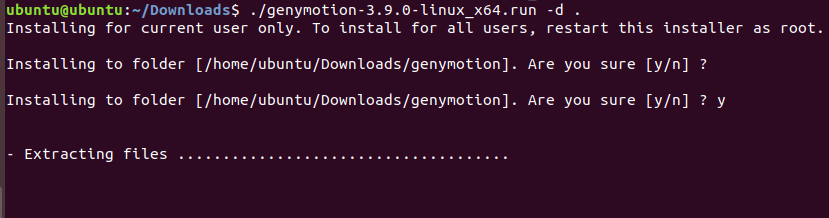 ubuntu@ubuntu:~/Downloads$ ./genymotion-3.9.0-linux_x64.run -d .
Installing for current user only. To install for all users, restart this installer as root.
Installing to folder [/home/ubuntu/Downloads/genymotion]. Are you sure [y/n] ?
Installing to folder [/home/ubuntu/Downloads/genymotion]. Are you sure [y/n] ? y
- Extracting files .....................................